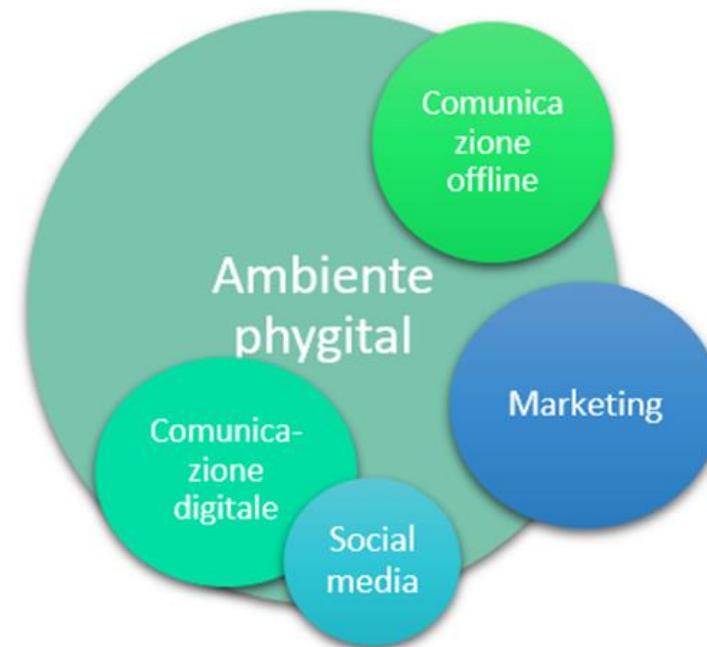 Comunica
zione
offline
Ambiente
phygital
Marketing
Comunica-
zione
digitale
Social
media